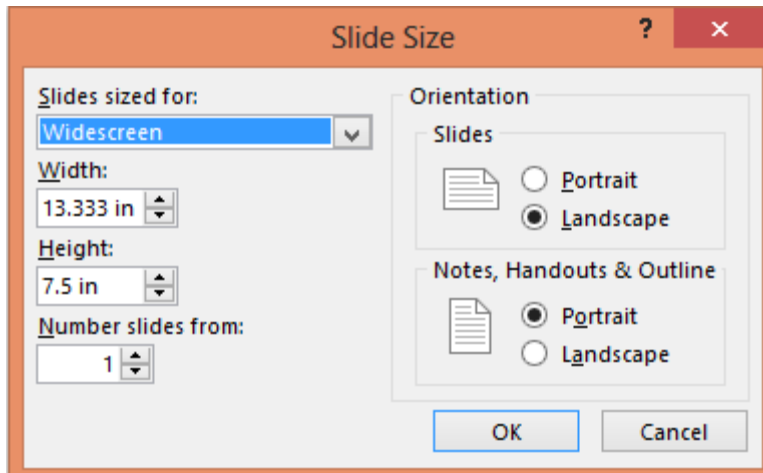 Slide Size
?
Slides sized for:
Widescreen
Width:
13.333 in
Height:
7.5 in
Number slides from:
1
Orientation
Slides
Portrait
Landscape
Notes, Handouts & Outline
Portrait
Landscape
OK
Cancel